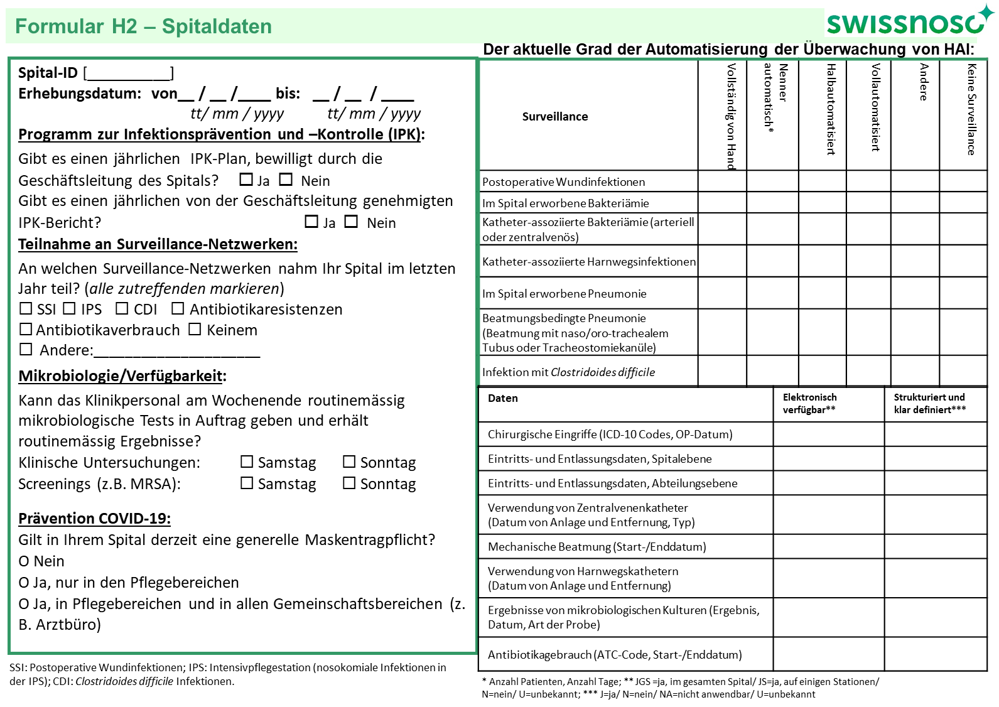 Formular H2 – Spitaldaten
swissnoso
Spital-ID [__________]
Erhebungsdatum: von__ / __ /____ bis: __ / __ / ____
tt/ mm / yyyy tt/ mm / yyyy
Programm zur Infektionsprävention und –Kontrolle (IPK):
Gibt es einen jährlichen IPK-Plan, bewilligt durch die
Geschäftsleitung des Spitals? ☐ Ja ☐ Nein
Gibt es einen jährlichen von der Geschäftsleitung genehmigten
IPK-Bericht? ☐ Ja ☐ Nein
Teilnahme an Surveillance-Netzwerken:
An welchen Surveillance-Netzwerken nahm Ihr Spital im letzten
Jahr teil? (alle zutreffenden markieren)
☐ SSI ☐ IPS ☐ CDI ☐ Antibiotikaresistenzen
☐ Antibiotikaverbrauch ☐ Keinem
☐ Andere:____________________
Mikrobiologie/Verfügbarkeit:
Kann das Klinikpersonal am Wochenende routinemässig
mikrobiologische Tests in Auftrag geben und erhält
routinemässig Ergebnisse?
Klinische Untersuchungen: ☐ Samstag ☐ Sonntag
Screenings (z.B. MRSA): ☐ Samstag ☐ Sonntag
Prävention COVID-19:
Gilt in Ihrem Spital derzeit eine generelle Maskentragpflicht?
O Nein
O Ja, nur in den Pflegebereichen
O Ja, in Pflegebereichen und in allen Gemeinschaftsbereichen (z.
B. Arztbüro)
SSI: Postoperative Wundinfektionen; IPS: Intensivpflegestation (nosokomiale Infektionen in
der IPS); CDI: Clostridoides difficile Infektionen.
Der aktuelle Grad der Automatisierung der Überwachung von HAI:
Surveillance
Vollständig von Hand
Nenner
automatisch*
Halbautomatisiert
Vollautomatisiert
Andere
Keine Surveillance
Postoperative Wundinfektionen
Im Spital erworbene Bakteriämie
Katheter-assoziierte Bakteriämie (arteriell
oder zentralvenös)
Katheter-assoziierte Harnwegsinfektionen
Im Spital erworbene Pneumonie
Beatmungsbedingte Pneumonie
(Beatmung mit naso/oro-trachealem
Tubus oder Tracheostomiekanüle)
Infektion mit Clostridoides difficile
Daten
Elektronisch
verfügbar**
Strukturiert und
klar definiert***
Chirurgische Eingriffe (ICD-10 Codes, OP-Datum)
Eintritts- und Entlassungsdaten, Spitalebene
Eintritts- und Entlassungsdaten, Abteilungsebene
Verwendung von Zentralvenenkatheter
(Datum von Anlage und Entfernung, Typ)
Mechanische Beatmung (Start-/Enddatum)
Verwendung von Harnwegskathetern
(Datum von Anlage und Entfernung)
Ergebnisse von mikrobiologischen Kulturen (Ergebnis,
Datum, Art der Probe)
Antibiotikagebrauch (ATC-Code, Start-/Enddatum)
* Anzahl Patienten, Anzahl Tage; ** JGS =ja, im gesamten Spital/ JS=ja, auf einigen Stationen/
N=nein/ U=unbekannt; *** J=ja/ N=nein/ NA=nicht anwendbar/ U=unbekannt